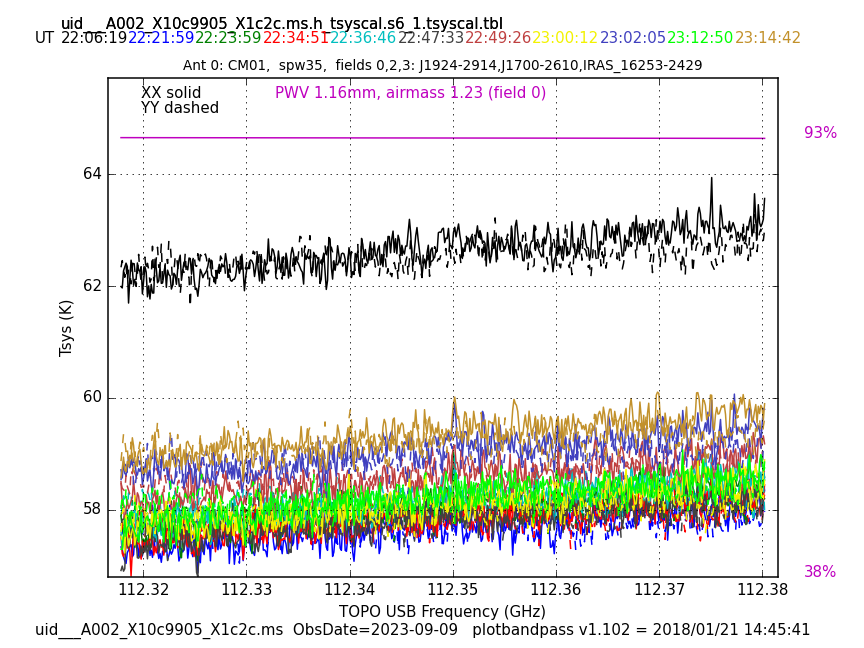 uid___A002_X10c9905_X1c2c.ms.h_tsyscal.s6_1.tsyscal.tbl
UT 22:06:19 22:21:59 22:23:59 22:34:51 22:36:46 22:47:33 22:49:26 23:00:12 23:02:05 23:12:50 23:14:42
Ant 0: CM01, spw35, fields 0,2,3: J1924-2914,J1700-2610,IRAS_16253-2429
XX solid PWV 1.16mm, airmass 1.23 (field 0)
YY dashed
93%
64
62
Tsys (K)
60
58
38%
112.32 112.33 112.34 112.35 112.36 112.37 112.38
TOPO USB Frequency (GHz)
uid___A002_X10c9905_X1c2c.ms ObsDate=2023-09-09 plotbandpass v1.102 = 2018/01/21 14:45:41